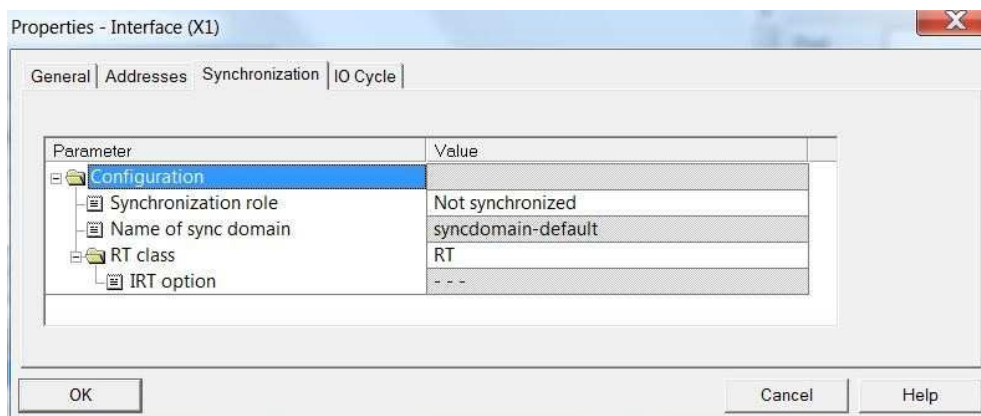 Properties - Interface (X1)
General Addresses Synchronization IO Cycle
Parameter Value
Configuration
Synchronization role Not synchronized
Name of sync domain syncdomain-default
RT class RT
IRT option - - -
OK Cancel Help